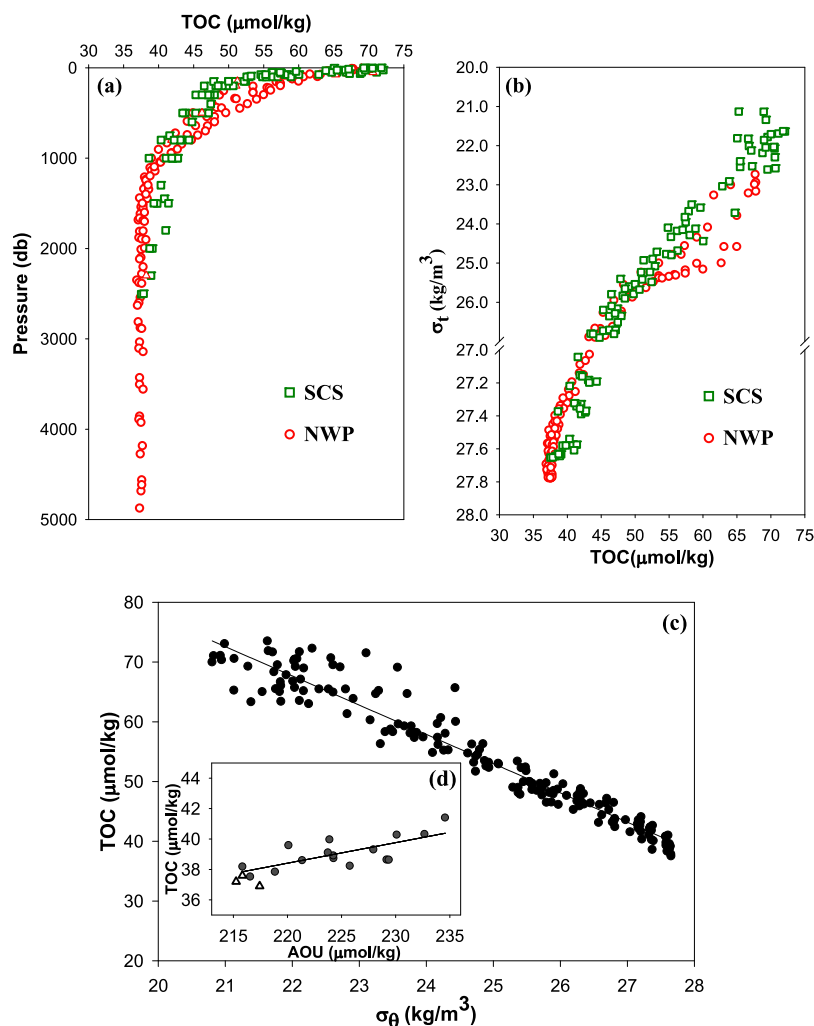 TOC (μmol/kg)
30 35 40 45 50 55 60 65 70 75
(a)
Pressure (db)
0
1000
2000
3000
4000
5000
SCS
NWP
(b)
σt (kg/m3)
20.0
21.0
22.0
23.0
24.0
25.0
26.0
27.0
27.2
27.4
27.6
27.8
28.0
SCS
NWP
30 35 40 45 50 55 60 65 70 75
TOC(μmol/kg)
(c)
TOC (μmol/kg)
80
70
60
50
40
30
20
(d)
TOC (μmol/kg)
44
42
40
38
36
215 220 225 230 235
AOU (μmol/kg)
20 21 22 23 24 25 26 27 28
σθ (kg/m3)